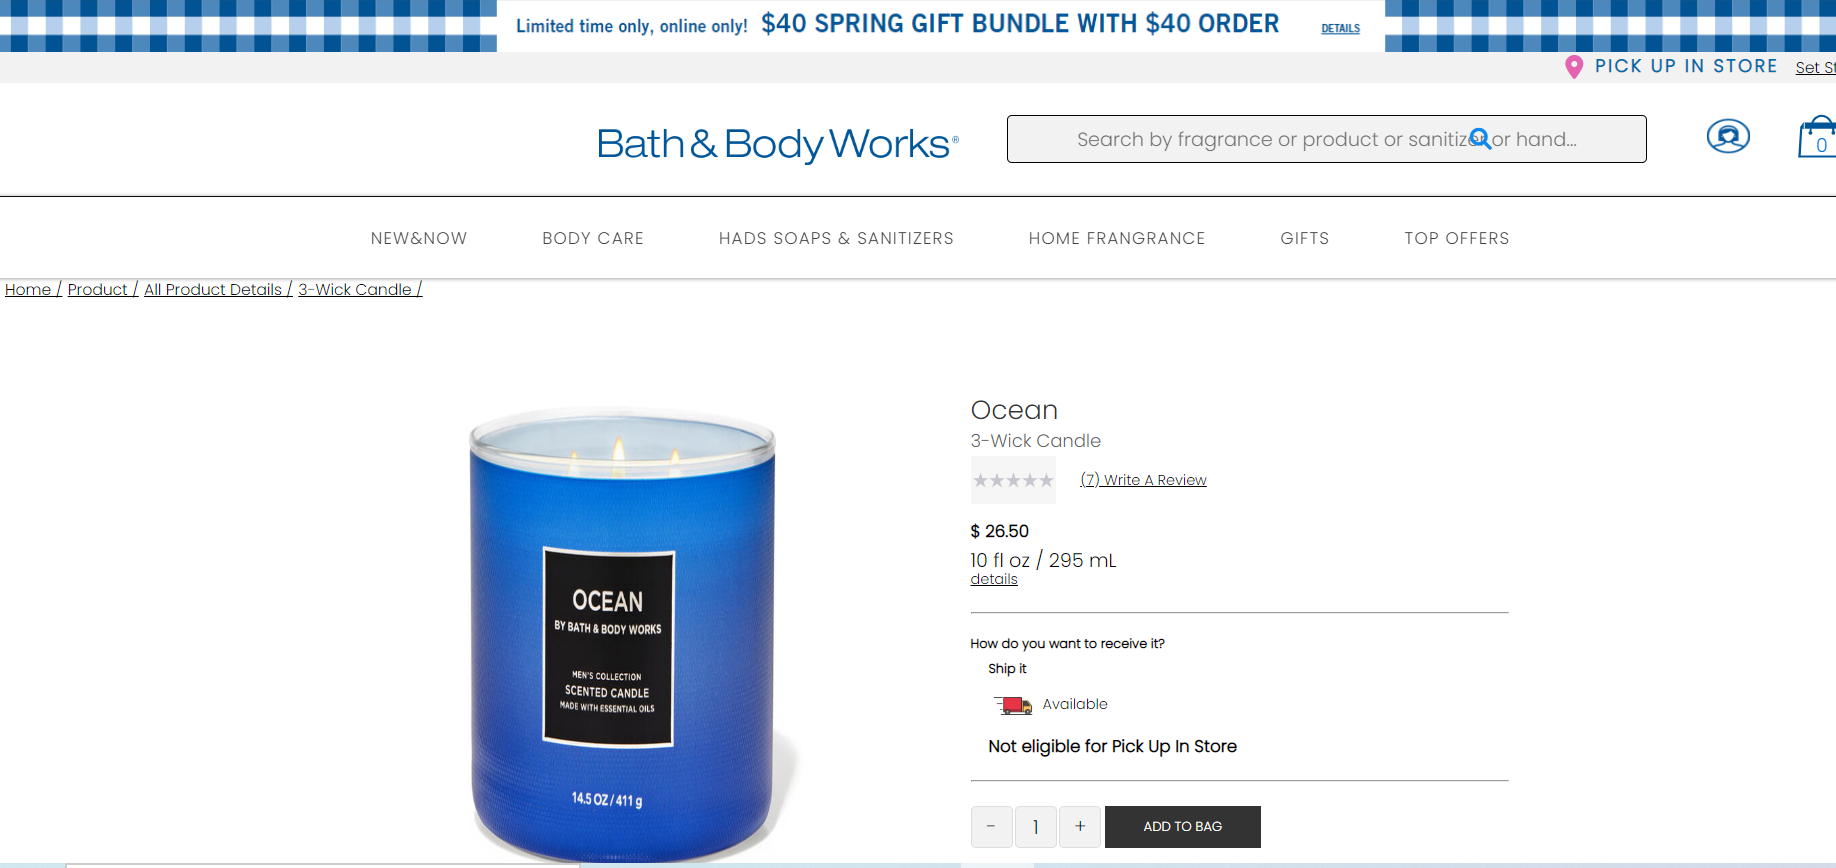 Limited time only, online only! $40 SPRING GIFT BUNDLE WITH $40 ORDER DETAILS
PICK UP IN STORE Set St
Bath & Body Works®
Search by fragrance or product or sanitizer or hand...
0
NEW&NOW BODY CARE HADS SOAPS & SANITIZERS HOME FRANGRANCE GIFTS TOP OFFERS
Home / Product / All Product Details / 3-Wick Candle /
OCEAN
BY BATH & BODY WORKS
MEN'S COLLECTION
SCENTED CANDLE
MADE WITH ESSENTIAL OILS
14.5 OZ / 411 g
Ocean
3-Wick Candle
★★★★★ (7) Write A Review
$ 26.50
10 fl oz / 295 mL
details
How do you want to receive it?
Ship it
Available
Not eligible for Pick Up In Store
- 1 + ADD TO BAG